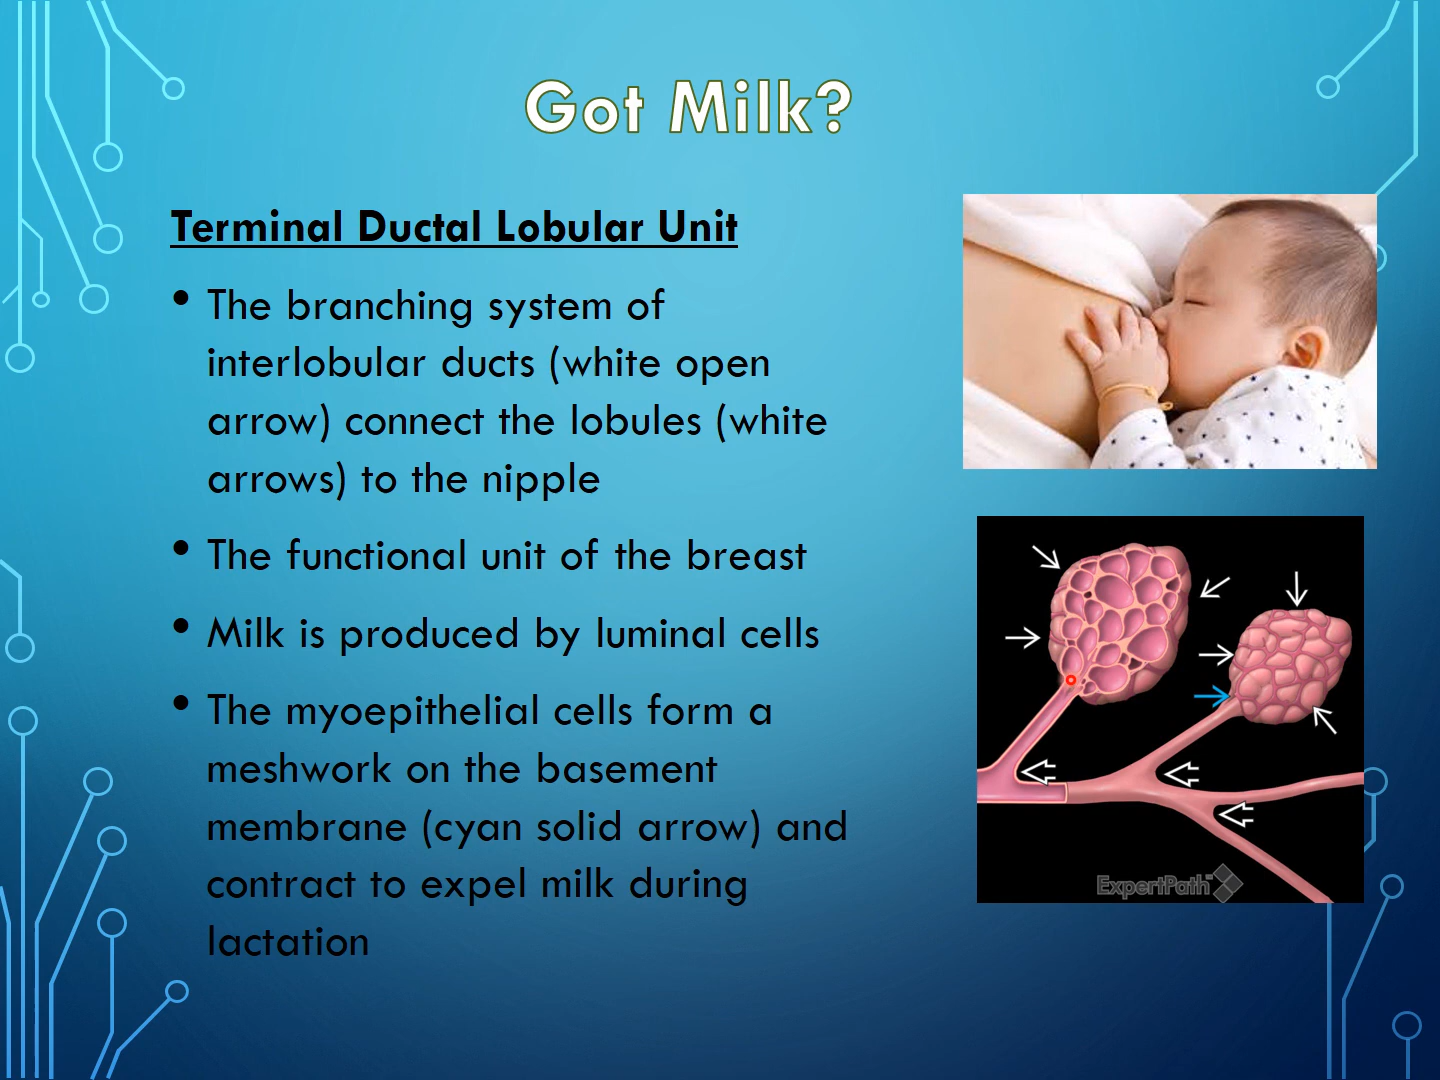 Got Milk?
Terminal Ductal Lobular Unit
• The branching system of
interlobular ducts (white open
arrow) connect the lobules (white
arrows) to the nipple
• The functional unit of the breast
• Milk is produced by luminal cells
• The myoepithelial cells form a
meshwork on the basement
membrane (cyan solid arrow) and
contract to expel milk during
lactation
ExpertPath™